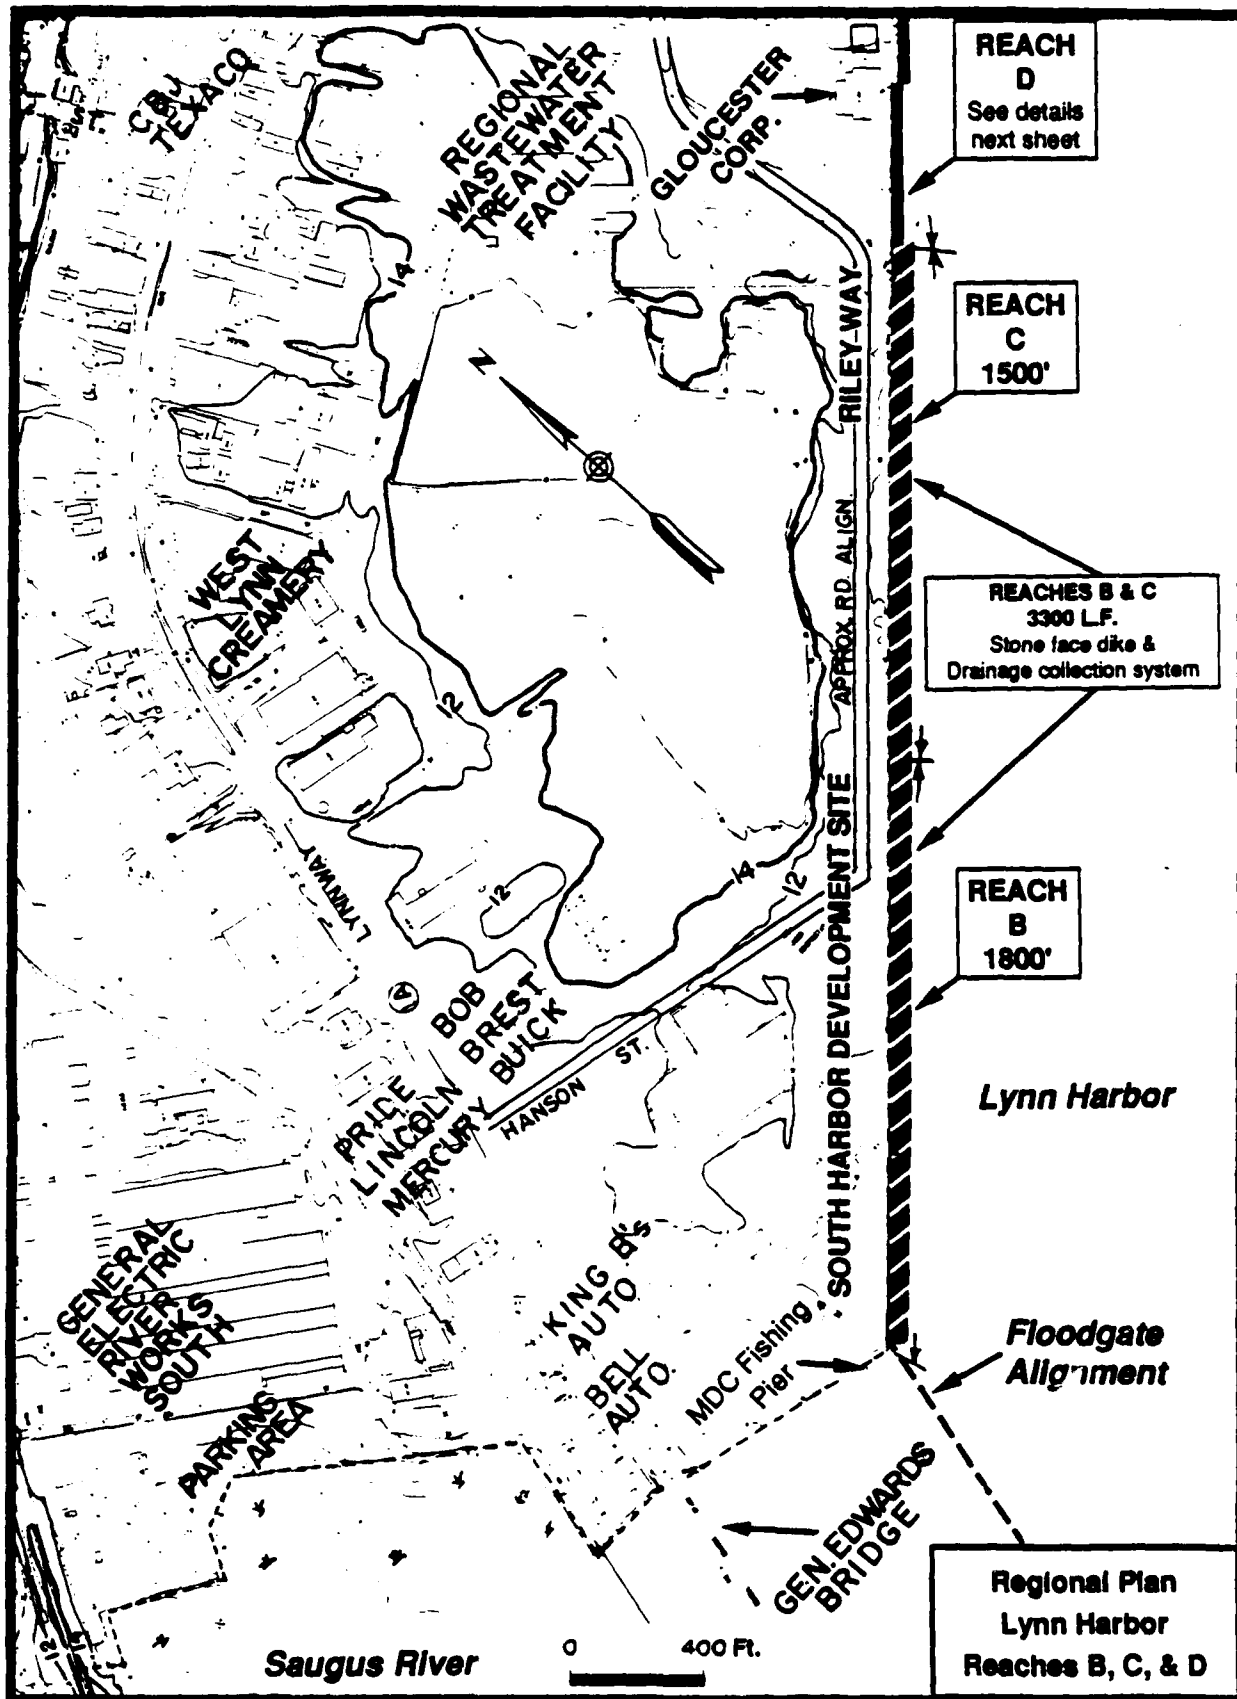 REACH
D
See details
next sheet
C B J
TEXACO
REGIONAL
WASTEWATER
TREATMENT
FACILITY
GLOUCESTER
CORP.
14
REACH
C
1500'
RILEY WAY
N
APPROX. RD. ALIGN.
WEST
LYNN
CREAMERY
REACHES B & C
3300 L.F.
Stone face dike &
Drainage collection system
12
LYNNWAY
14
12
12
SOUTH HARBOR DEVELOPMENT SITE
REACH
B
1800'
A
BOB
BREST
BUICK
HANSON ST.
PRIDE
LINCOLN
MERCURY
Lynn Harbor
GENERAL
ELECTRIC
RIVER
WORKS
SOUTH
KING B's
AUTO
BELL
AUTO.
MDC Fishing
Pier
Floodgate
Alignment
PARKING
AREA
GEN. EDWARDS
BRIDGE
12
14
Saugus River
0 400 Ft.
Regional Plan
Lynn Harbor
Reaches B, C, & D